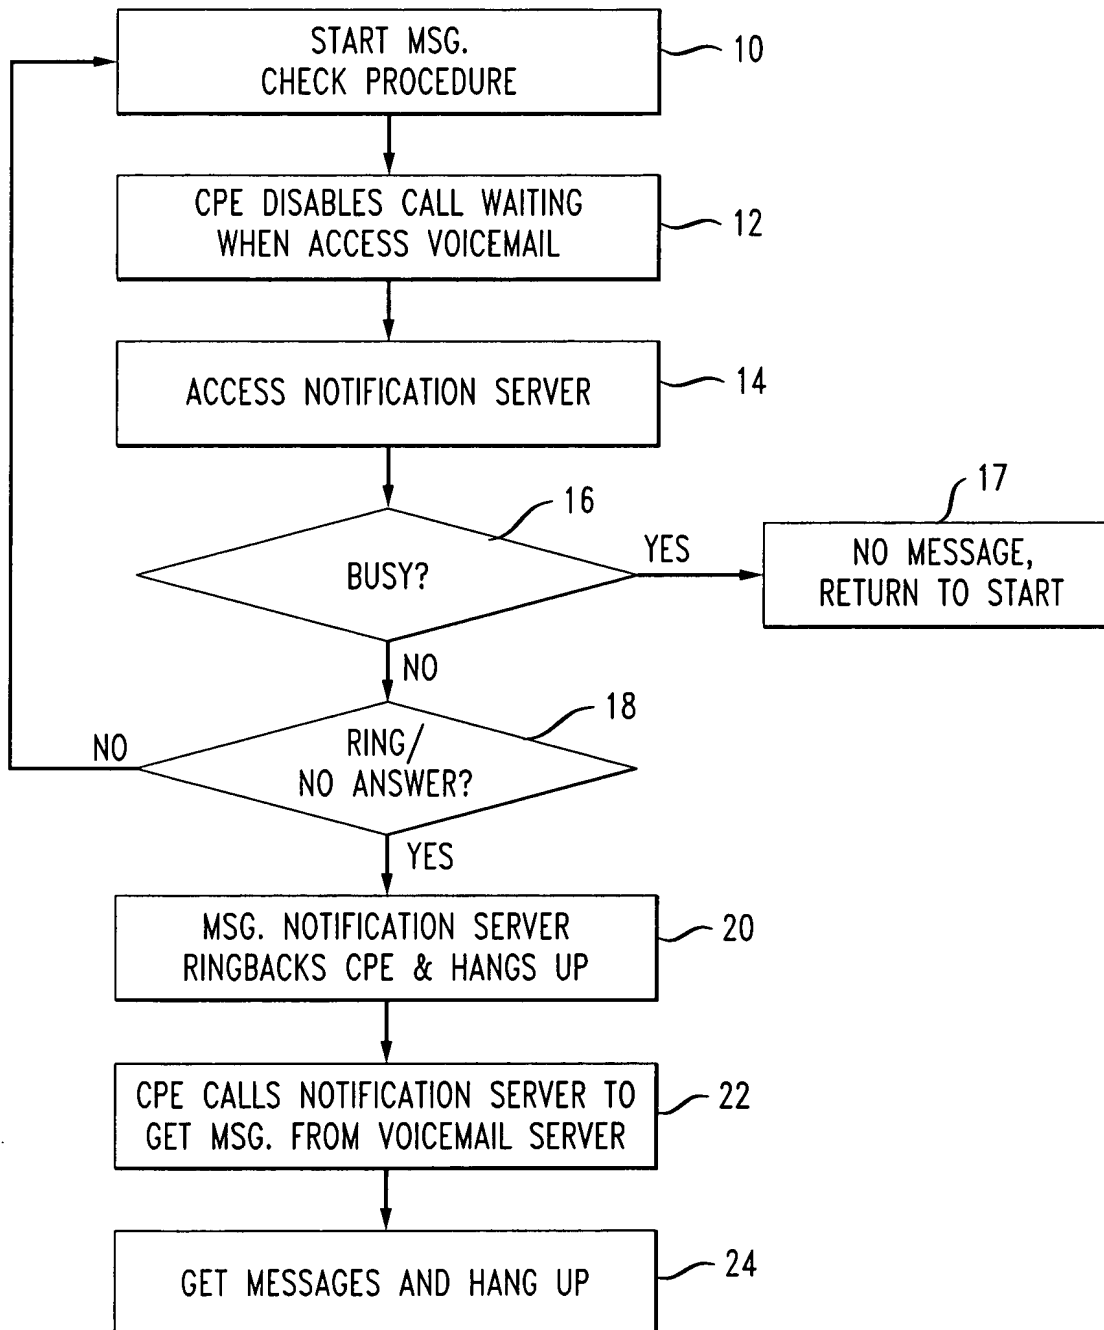 START MSG.
CHECK PROCEDURE
10
CPE DISABLES CALL WAITING
WHEN ACCESS VOICEMAIL
12
ACCESS NOTIFICATION SERVER
14
16
BUSY?
YES
17
NO MESSAGE,
RETURN TO START
NO
18
RING/
NO ANSWER?
NO
YES
MSG. NOTIFICATION SERVER
RINGBACKS CPE & HANGS UP
20
CPE CALLS NOTIFICATION SERVER TO
GET MSG. FROM VOICEMAIL SERVER
22
GET MESSAGES AND HANG UP
24